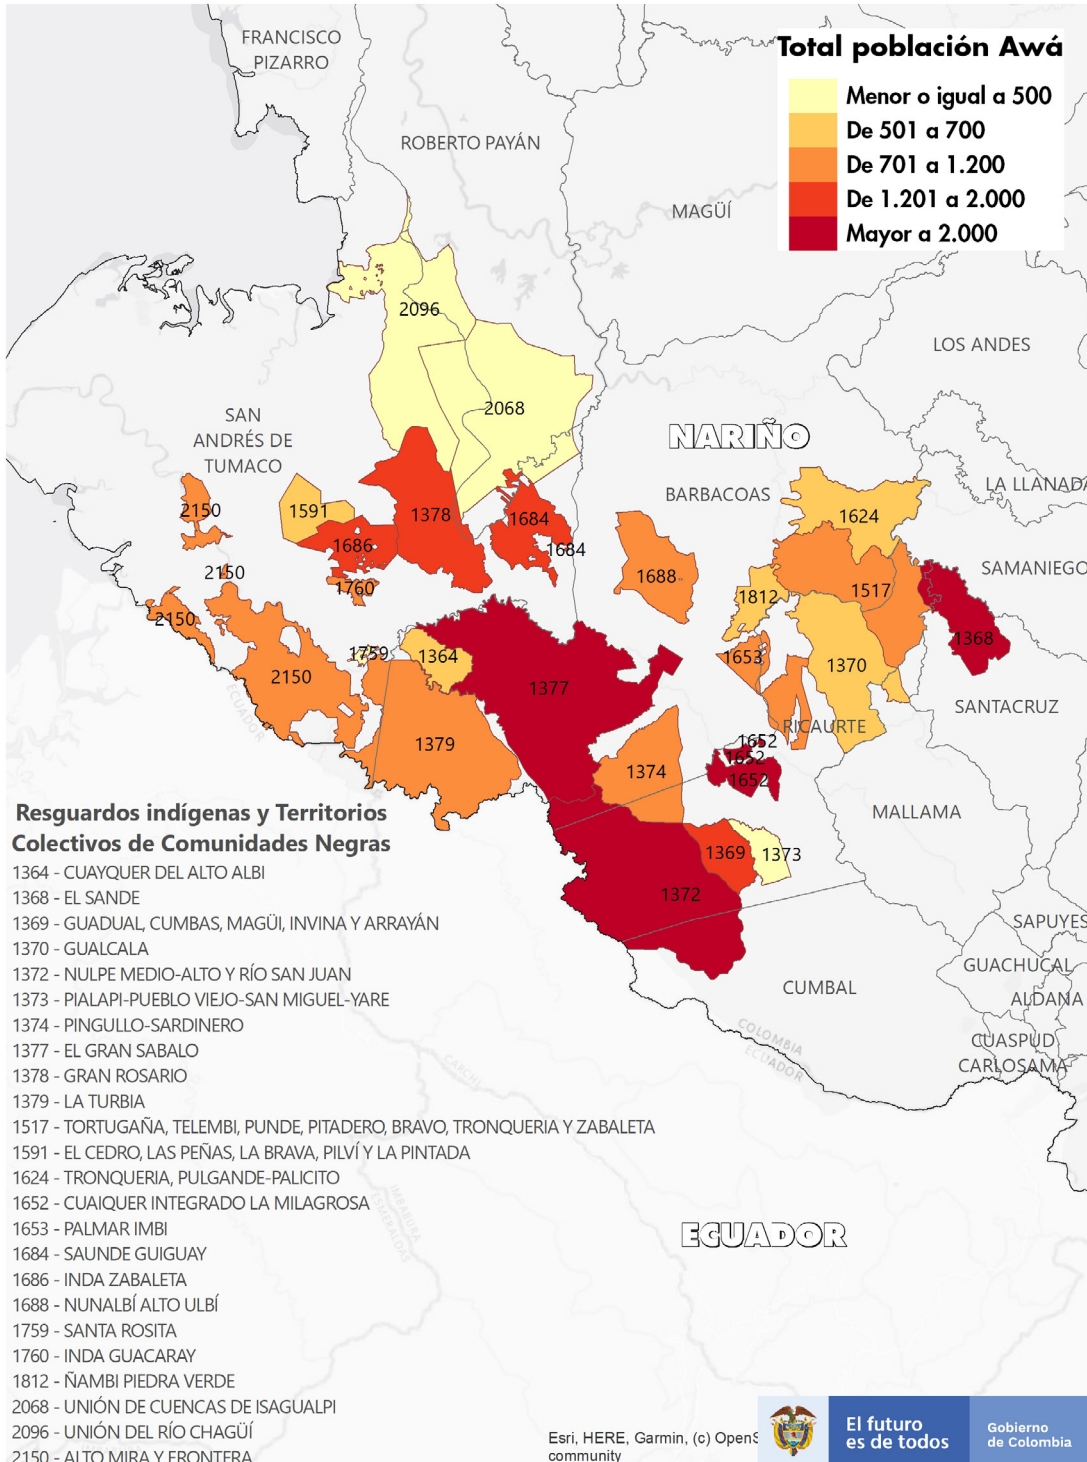 FRANCISCO
PIZARRO
Total población Awá
Menor o igual a 500
De 501 a 700
De 701 a 1.200
De 1.201 a 2.000
Mayor a 2.000
ROBERTO PAYÁN
MAGÜÍ
2096
LOS ANDES
2068
SAN
ANDRÉS DE
TUMACO
NARIÑO
LA LLANADA
BARBACOAS
2150
1591
1378
1684
1624
1686
1684
2150
1760
1688
1812
1517
SAMANIEGO
2150
1368
1759
1364
1653
1370
2150
1377
ECUADOR
SANTACRUZ
RICAURTE
1379
1652
1652
1374
1652
MALLAMA
1369
1373
1372
SAPUYES
GUACHUCAL
CUMBAL
ALDANA
COLOMBIA
ECUADOR
CUASPUD
CARLOSAMA
CARCHI
IMBABURA
ESMERALDAS
ECUADOR
Resguardos indígenas y Territorios
Colectivos de Comunidades Negras
1364 - CUAYQUER DEL ALTO ALBI
1368 - EL SANDE
1369 - GUADUAL, CUMBAS, MAGÜI, INVINA Y ARRAYÁN
1370 - GUALCALA
1372 - NULPE MEDIO-ALTO Y RÍO SAN JUAN
1373 - PIALAPI-PUEBLO VIEJO-SAN MIGUEL-YARE
1374 - PINGULLO-SARDINERO
1377 - EL GRAN SABALO
1378 - GRAN ROSARIO
1379 - LA TURBIA
1517 - TORTUGAÑA, TELEMBI, PUNDE, PITADERO, BRAVO, TRONQUERIA Y ZABALETA
1591 - EL CEDRO, LAS PEÑAS, LA BRAVA, PILVÍ Y LA PINTADA
1624 - TRONQUERIA, PULGANDE-PALICITO
1652 - CUAIQUER INTEGRADO LA MILAGROSA
1653 - PALMAR IMBI
1684 - SAUNDE GUIGUAY
1686 - INDA ZABALETA
1688 - NUNALBÍ ALTO ULBÍ
1759 - SANTA ROSITA
1760 - INDA GUACARAY
1812 - ÑAMBI PIEDRA VERDE
2068 - UNIÓN DE CUENCAS DE ISAGUALPI
2096 - UNIÓN DEL RÍO CHAGÜÍ
2150 - ALTO MIRA Y FRONTERA
Esri, HERE, Garmin, (c) OpenS
community
El futuro
es de todos
Gobierno
de Colombia